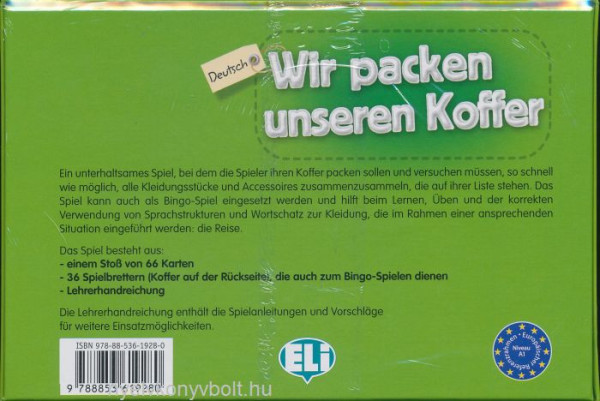 Deutsch
Wir packen
unseren Koffer
Ein unterhaltsames Spiel, bei dem die Spieler ihren Koffer packen sollen und versuchen müssen, so schnell
wie möglich, alle Kleidungsstücke und Accessoires zusammenzusammeln, die auf ihrer Liste stehen. Das
Spiel kann auch als Bingo-Spiel eingesetzt werden und hilft beim Lernen, Üben und der korrekten
Verwendung von Sprachstrukturen und Wortschatz zur Kleidung, die im Rahmen einer ansprechenden
Situation eingeführt werden: die Reise.
Das Spiel besteht aus:
- einem Stoß von 66 Karten
- 36 Spielbrettern (Koffer auf der Rückseite), die auch zum Bingo-Spielen dienen
- Lehrerhandreichung
Die Lehrerhandreichung enthält die Spielanleitungen und Vorschläge
für weitere Einsatzmöglichkeiten.
ISBN 978-88-536-1928-0
9 788853 619280
ELi
Europäischer Referenzrahmen
Niveau
A1